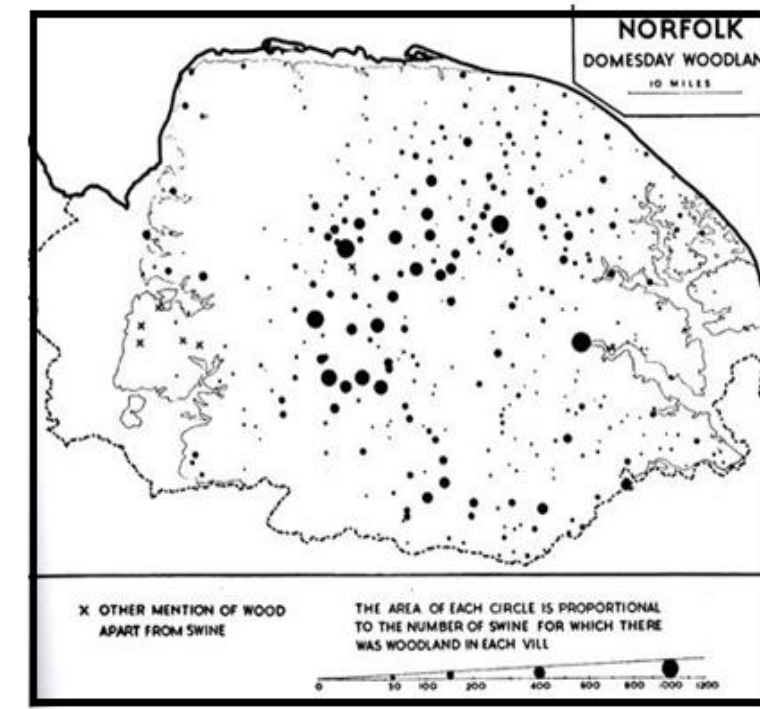 NORFOLK
DOMESDAY WOODLAN
10 MILES
X OTHER MENTION OF WOOD
APART FROM SWINE
THE AREA OF EACH CIRCLE IS PROPORTIONAL
TO THE NUMBER OF SWINE FOR WHICH THERE
WAS WOODLAND IN EACH VILL
0 50 100 200 400 600 800 1000 1200